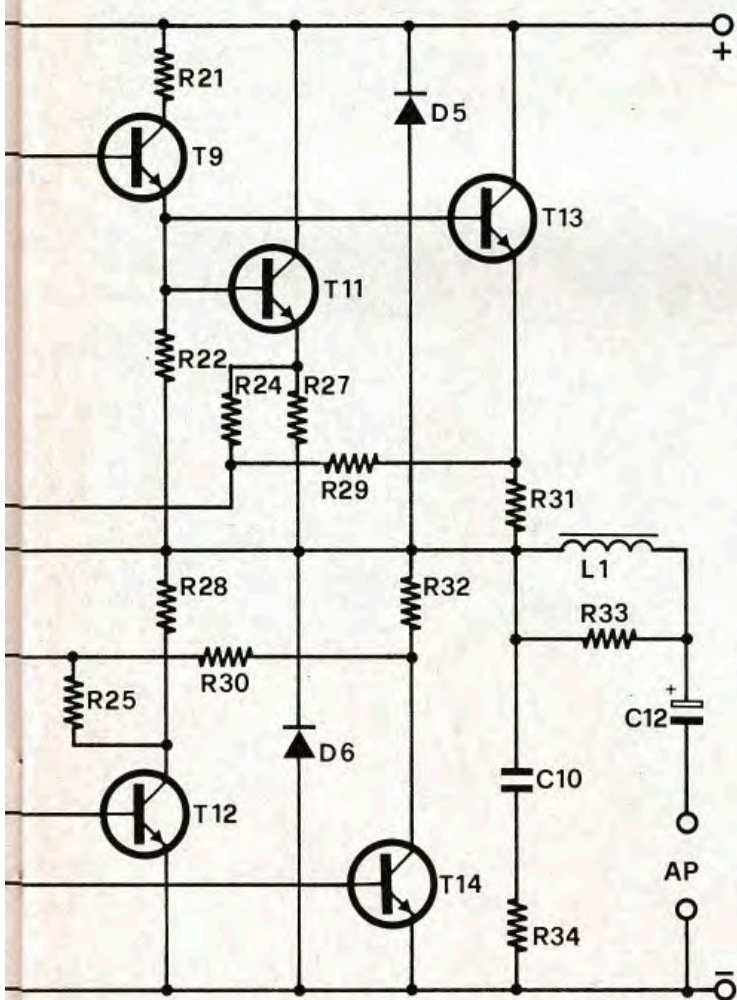 +
R21
D5
T9
T13
T11
R22
R24 R27
R29
R31
L1
R28
R32
R33
R30
R25
+
C12
D6
C10
T12
AP
T14
R34
-